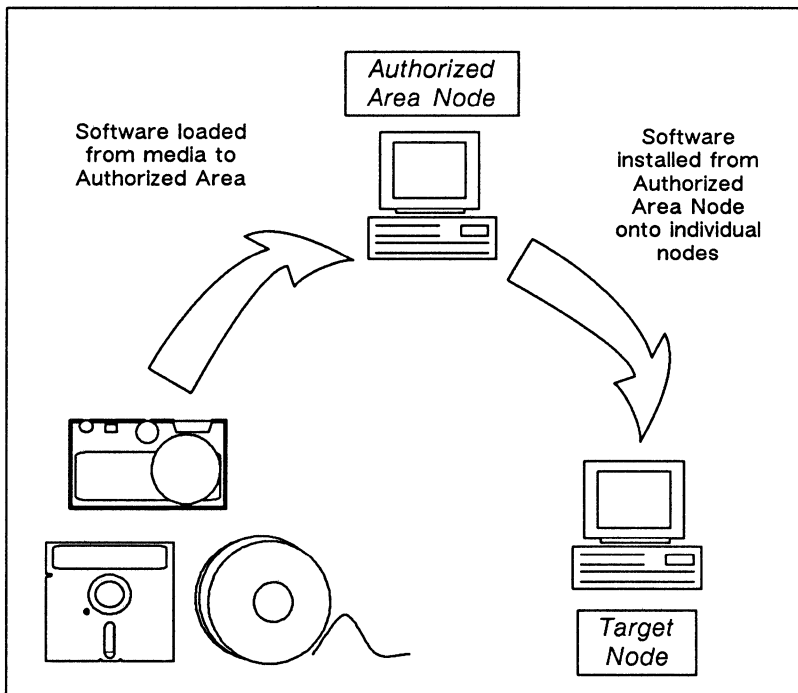 Authorized
Area Node
Software loaded
from media to
Authorized Area
Software
installed from
Authorized
Area Node
onto individual
nodes
Target
Node